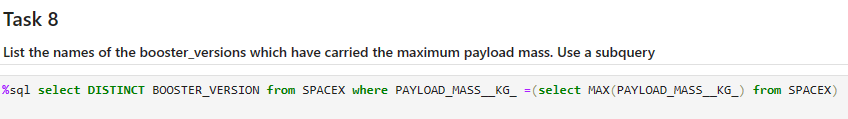 Task 8
List the names of the booster_versions which have carried the maximum payload mass. Use a subquery
%sql select DISTINCT BOOSTER_VERSION from SPACEX where PAYLOAD_MASS__KG_ =(select MAX(PAYLOAD_MASS__KG_) from SPACEX)